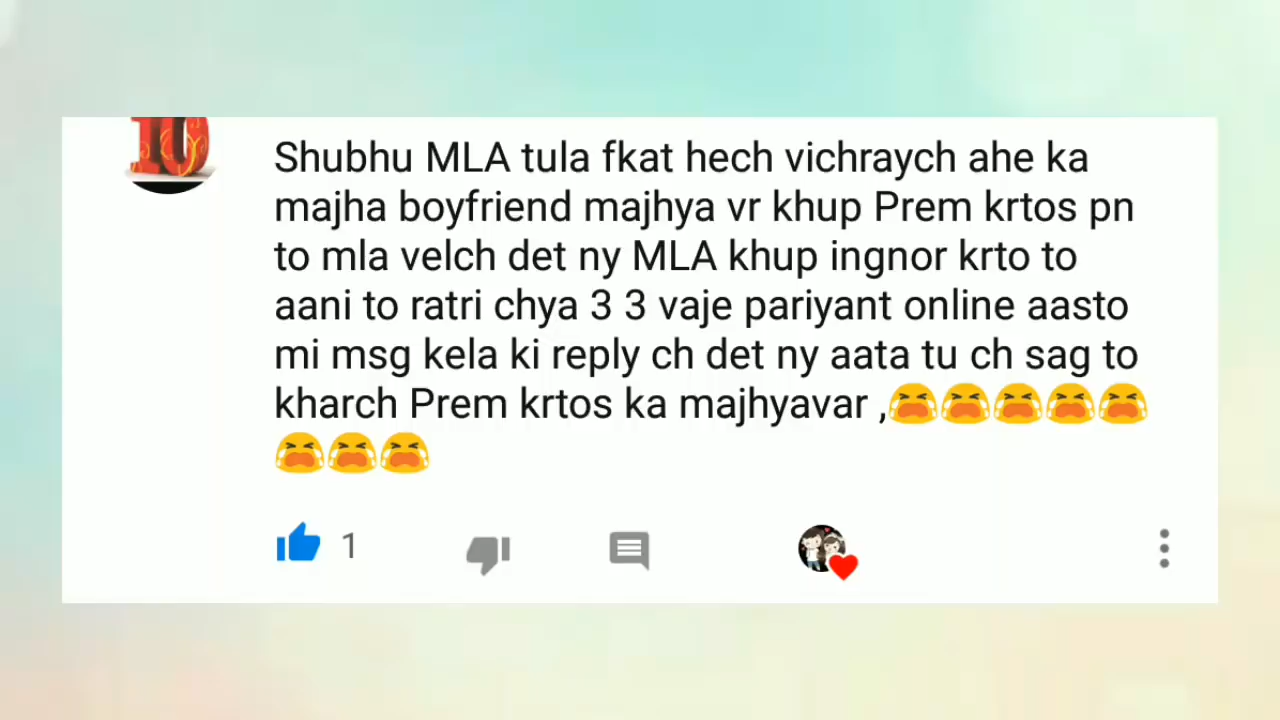 10
Shubhu MLA tula fkat hech vichraych ahe ka
majha boyfriend majhya vr khup Prem krtos pn
to mla velch det ny MLA khup ingnor krto to
aani to ratri chya 3 3 vaje pariyant online aasto
mi msg kela ki reply ch det ny aata tu ch sag to
kharch Prem krtos ka majhyavar ,😭😭😭😭😭
😭😭😭
1